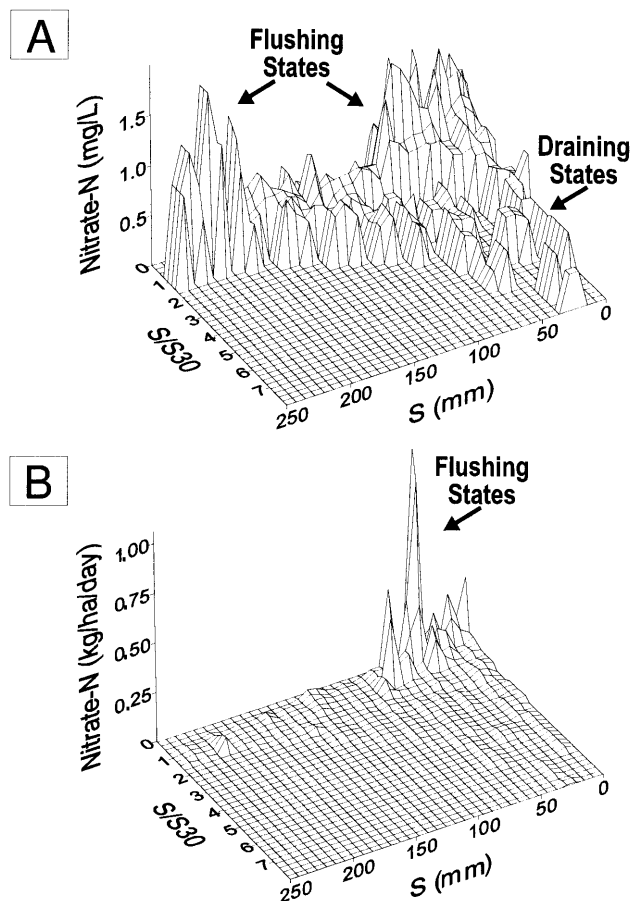 A
Flushing
States
Draining
States
Nitrate-N (mg/L)
1.5
1.0
0.5
0
1
2
3
4
5
6
7
S/S30
250
200
150
100
50
0
S (mm)
B
Flushing
States
Nitrate-N (kg/ha/day)
1.00
0.75
0.50
0.25
0
1
2
3
4
5
6
7
S/S30
250
200
150
100
50
0
S (mm)